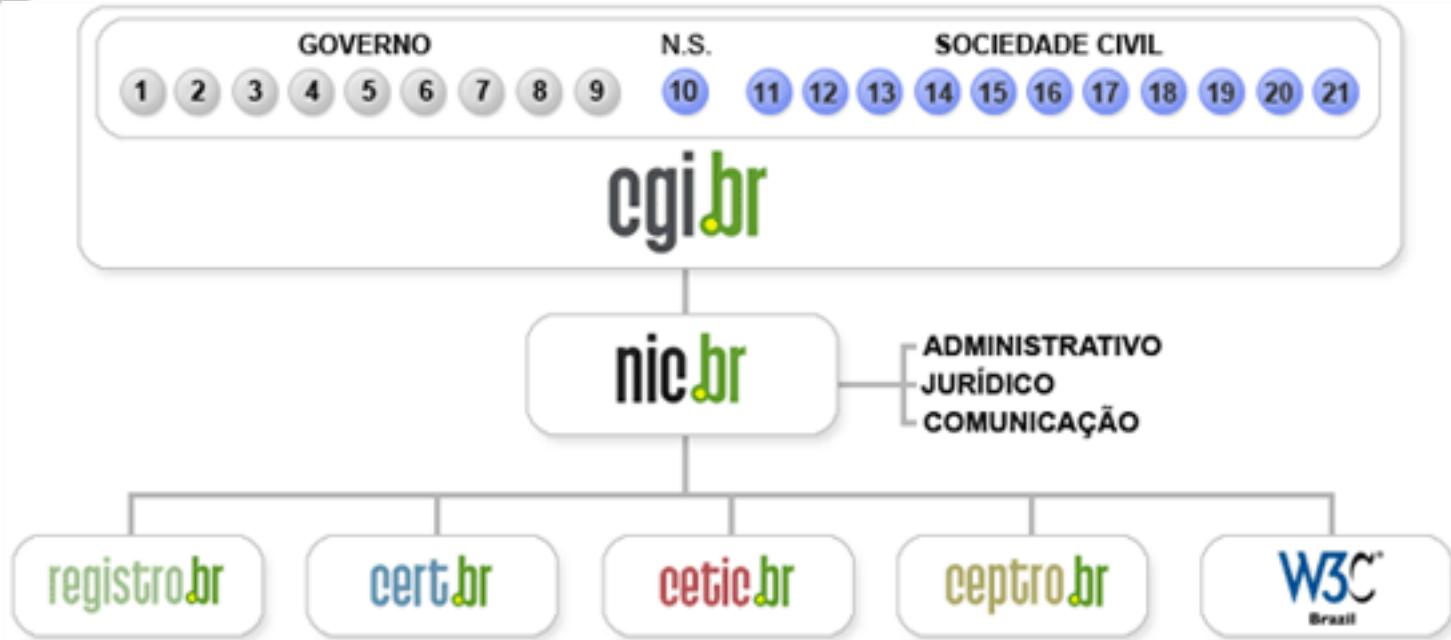 GOVERNO N.S. SOCIEDADE CIVIL
1 2 3 4 5 6 7 8 9 10 11 12 13 14 15 16 17 18 19 20 21
cgi.br
nic.br
ADMINISTRATIVO
JURÍDICO
COMUNICAÇÃO
registro.br cert.br cetic.br ceptro.br W3C®
Brazil